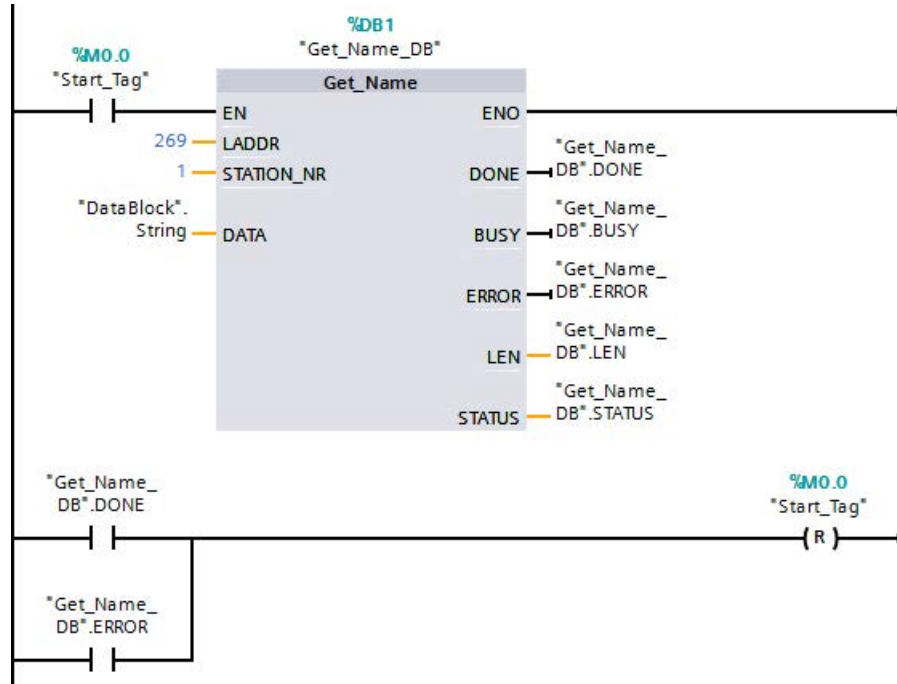 %DB1
"Get_Name_DB"
%M0.0
"Start_Tag"
Get_Name
EN
ENO
269
LADDR
1
STATION_NR
"Get_Name_
DONE
DB".DONE
"DataBlock".
String
DATA
"Get_Name_
BUSY
DB".BUSY
"Get_Name_
ERROR
DB".ERROR
"Get_Name_
LEN
DB".LEN
"Get_Name_
STATUS
DB".STATUS
"Get_Name_
DB".DONE
%M0.0
"Start_Tag"
R
"Get_Name_
DB".ERROR